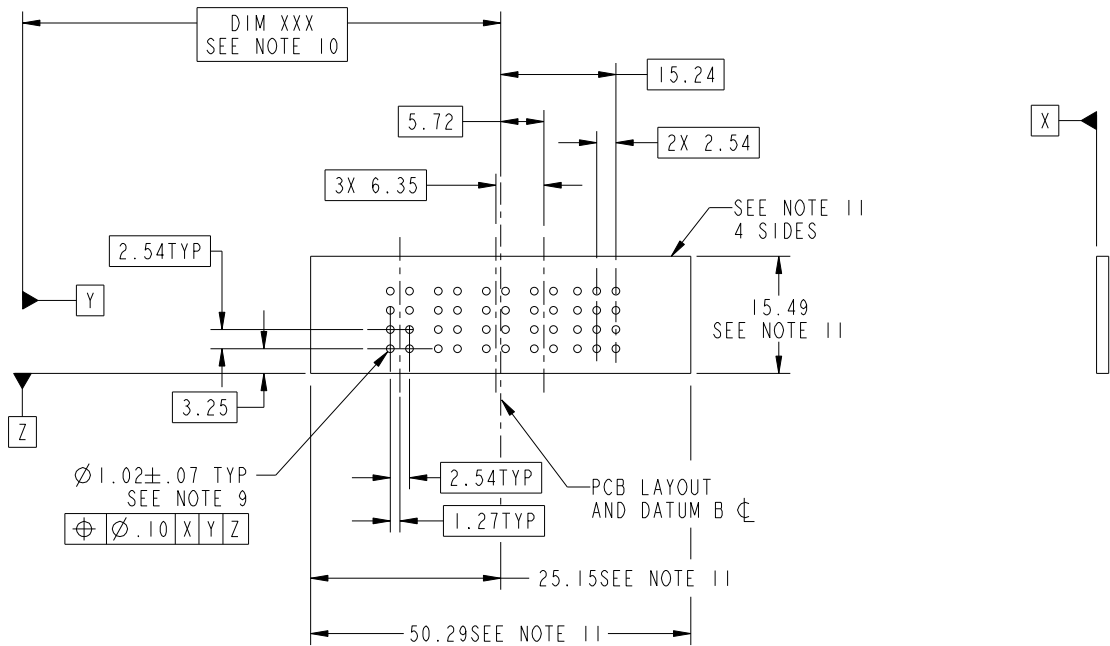 DIM XXX
SEE NOTE 10
15.24
5.72
X
2X 2.54
3X 6.35
SEE NOTE 11
4 SIDES
2.54TYP
Y
15.49
SEE NOTE 11
3.25
Z
Ø1.02±.07 TYP
SEE NOTE 9
⌖ Ø.10 X Y Z
2.54TYP
1.27TYP
PCB LAYOUT
AND DATUM B ℄
25.15SEE NOTE 11
50.29SEE NOTE 11